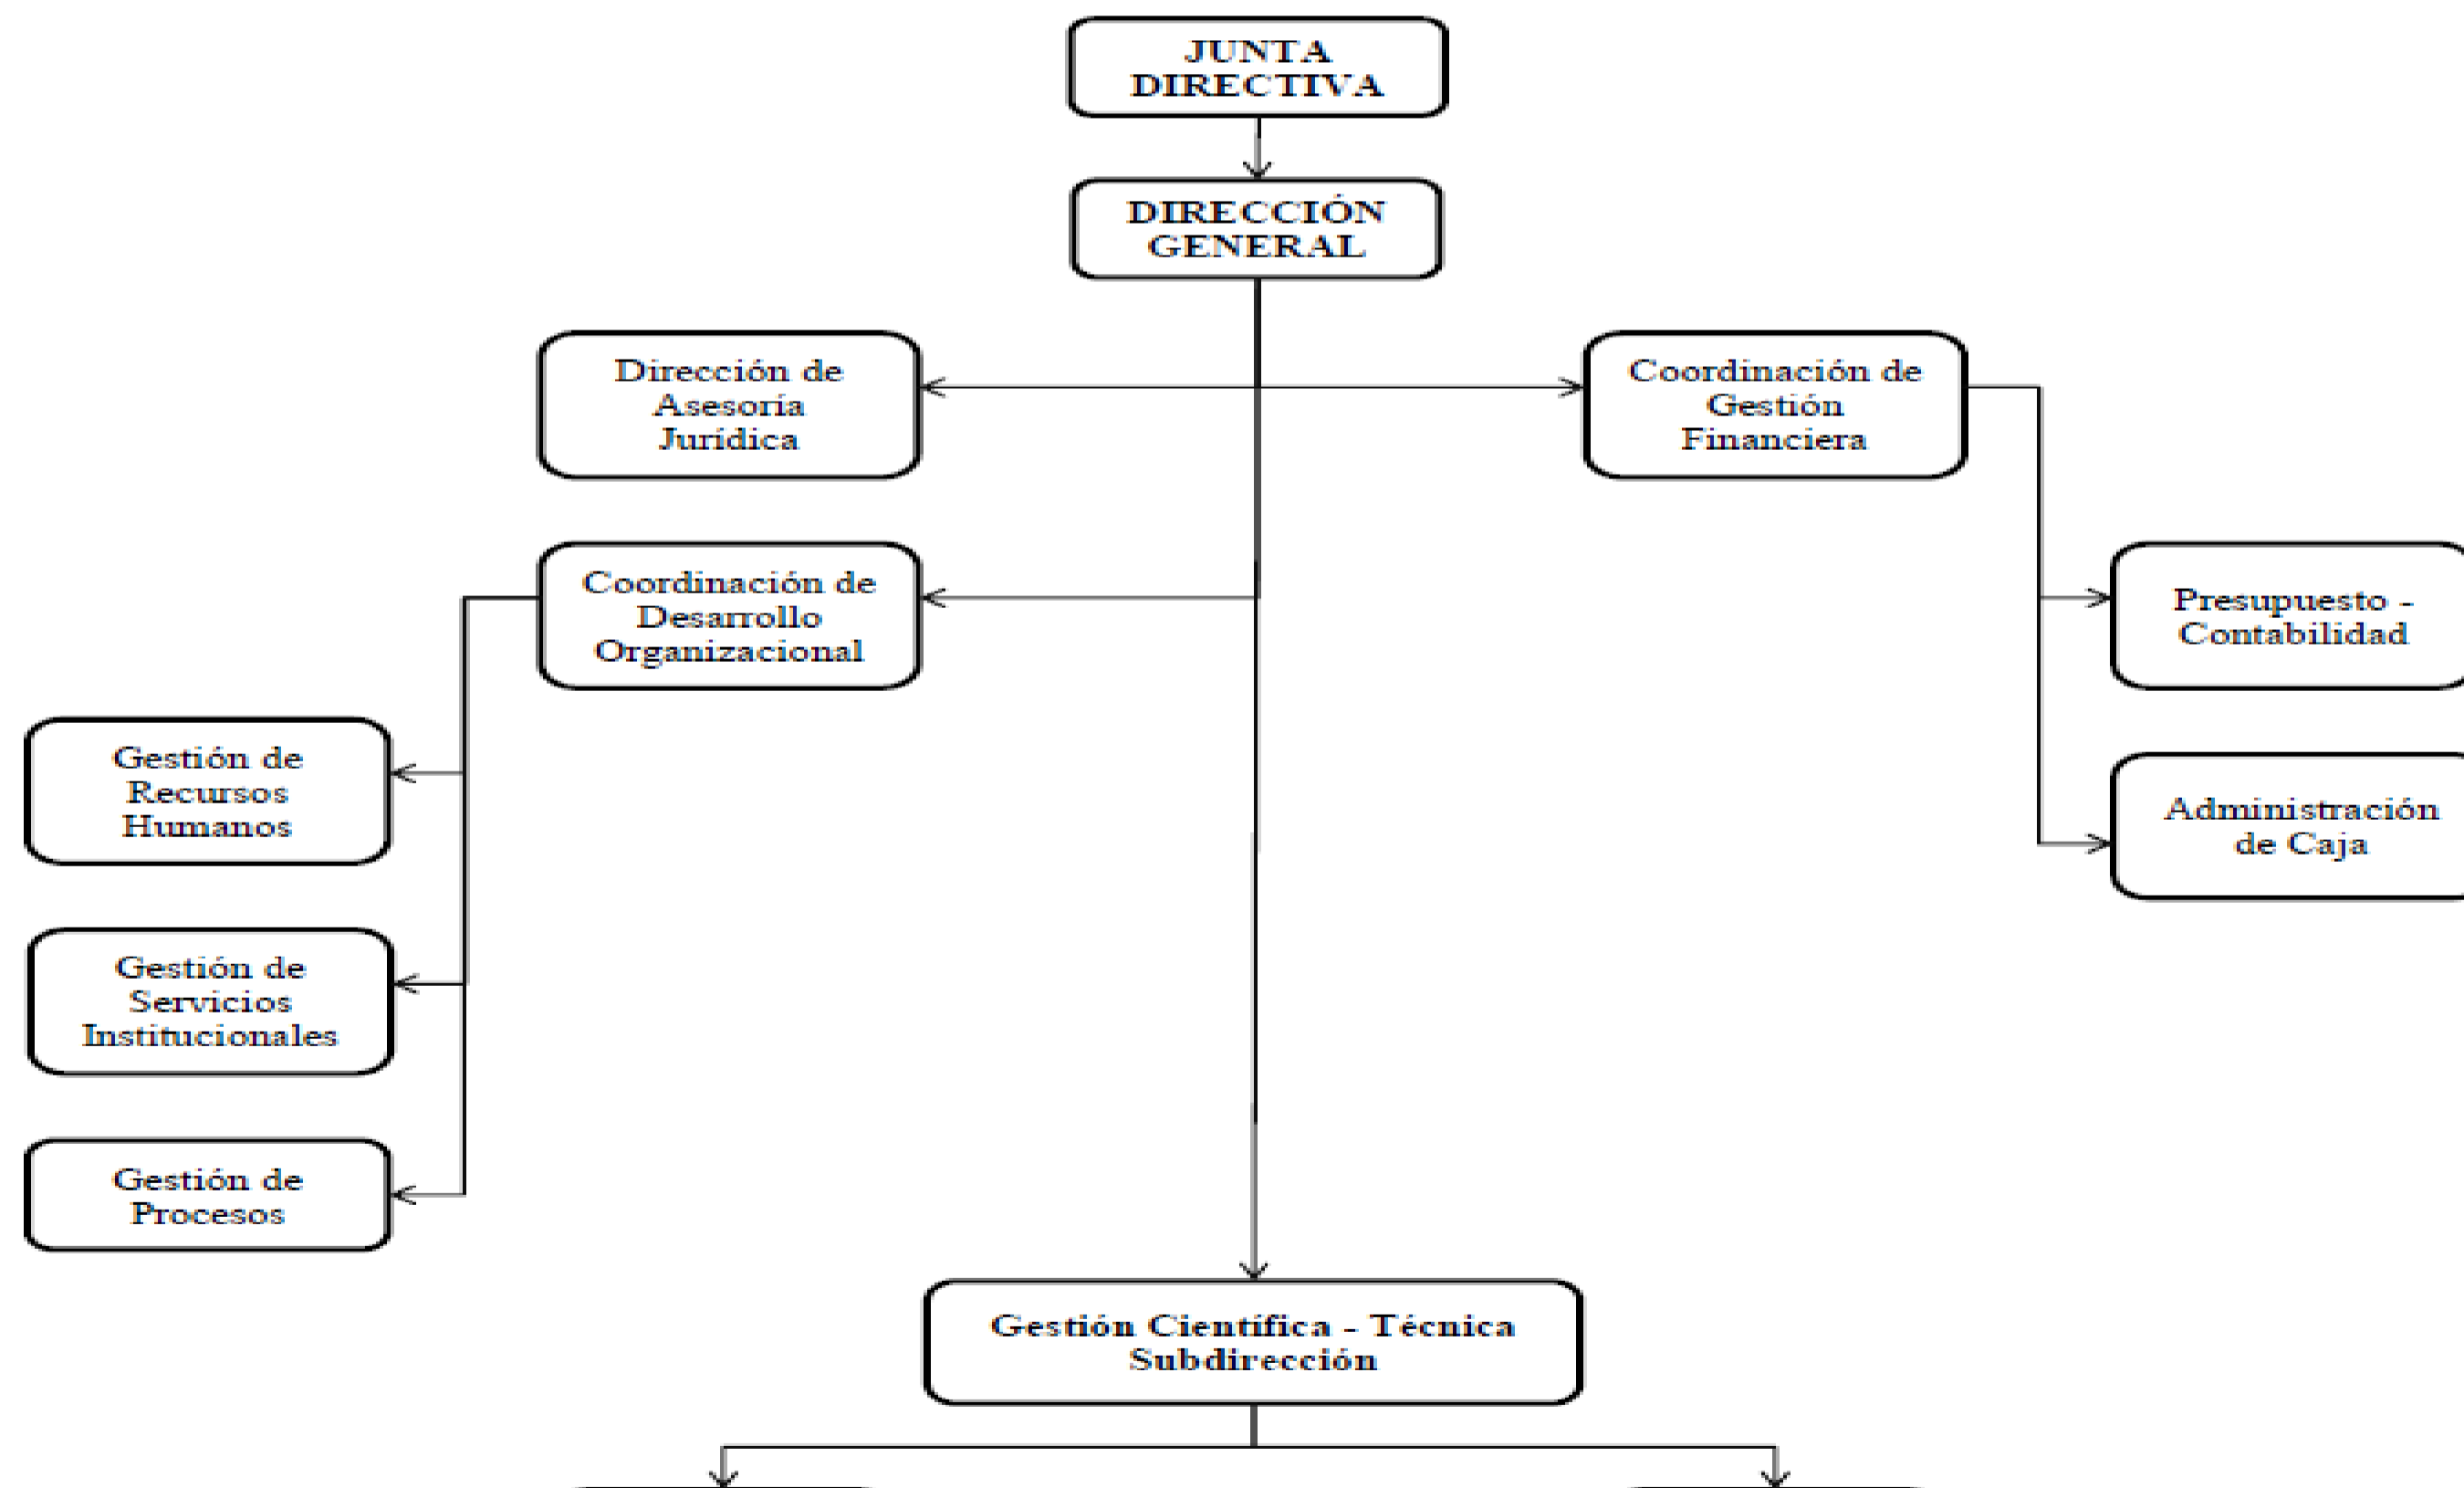 JUNTA
DIRECTIVA
DIRECCIÓN
GENERAL
Dirección de
Asesoría
Jurídica
Coordinación de
Gestión
Financiera
Coordinación de
Desarrollo
Organizacional
Presupuesto -
Contabilidad
Gestión de
Recursos
Humanos
Administración
de Caja
Gestión de
Servicios
Institucionales
Gestión de
Procesos
Gestión Científica - Técnica
Subdirección